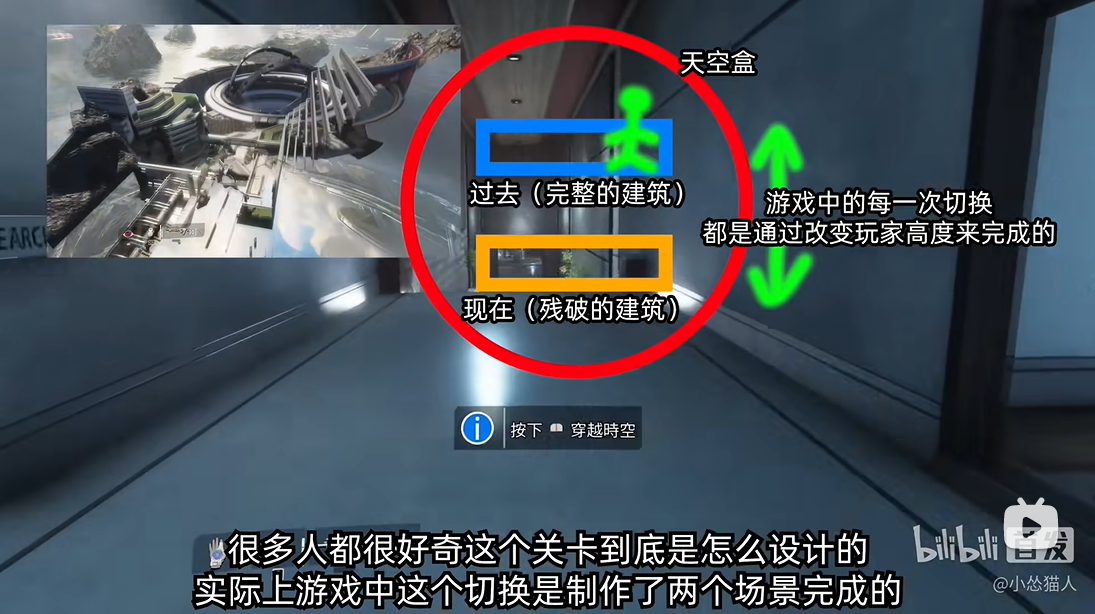 天空盒
过去（完整的建筑）
游戏中的每一次切换
都是通过改变玩家高度来完成的
EARCH
现在（残破的建筑）
按下 穿越時空
很多人都很好奇这个关卡到底是怎么设计的
实际上游戏中这个切换是制作了两个场景完成的
bilibili 首发
@小怂猫人